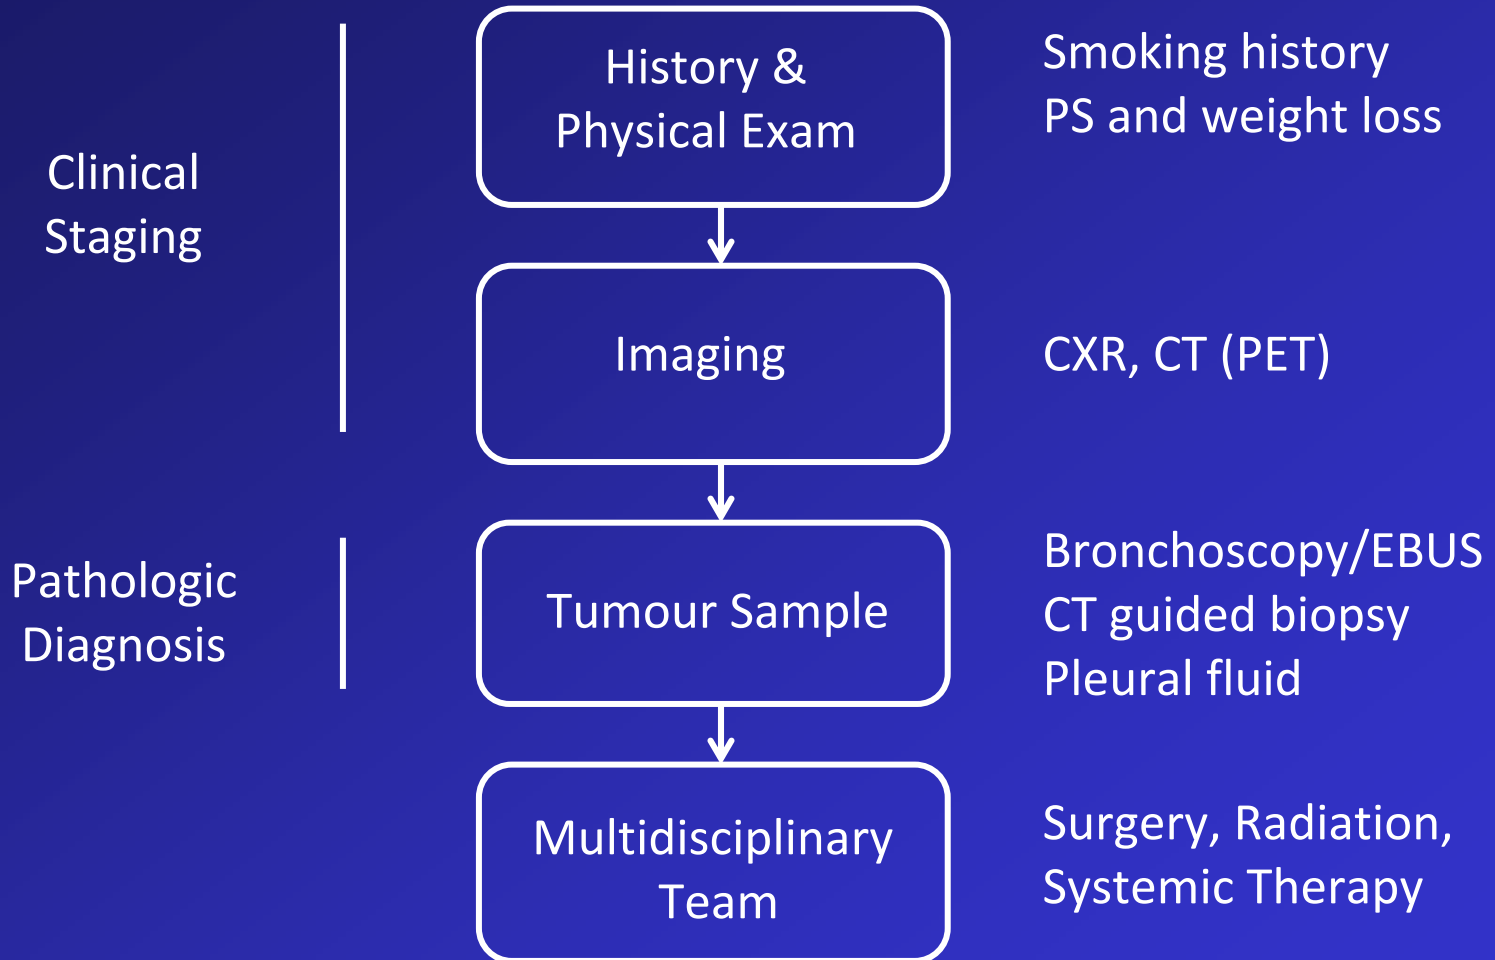 Clinical
Staging
History &
Physical Exam
Smoking history
PS and weight loss
Imaging
CXR, CT (PET)
Pathologic
Diagnosis
Tumour Sample
Bronchoscopy/EBUS
CT guided biopsy
Pleural fluid
Multidisciplinary
Team
Surgery, Radiation,
Systemic Therapy